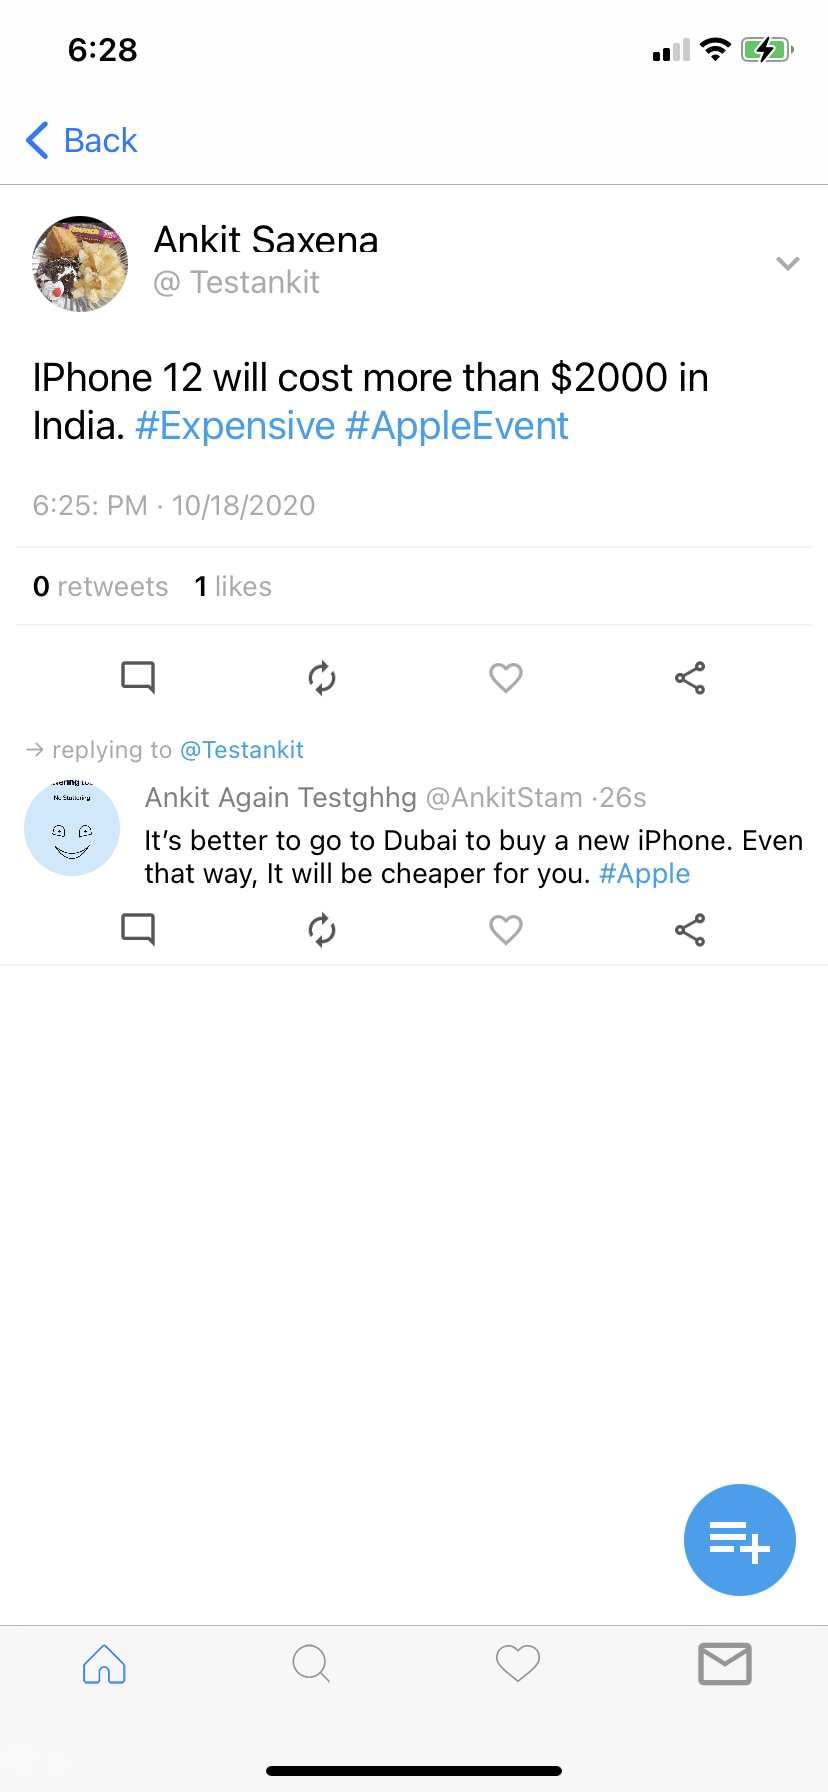 6:28
Back
Ankit Saxena
@ Testankit
IPhone 12 will cost more than $2000 in
India. #Expensive #AppleEvent
6:25: PM · 10/18/2020
0 retweets 1 likes
→ replying to @Testankit
No Stuttering
Ankit Again Testghhg @AnkitStam ·26s
It’s better to go to Dubai to buy a new iPhone. Even
that way, It will be cheaper for you. #Apple